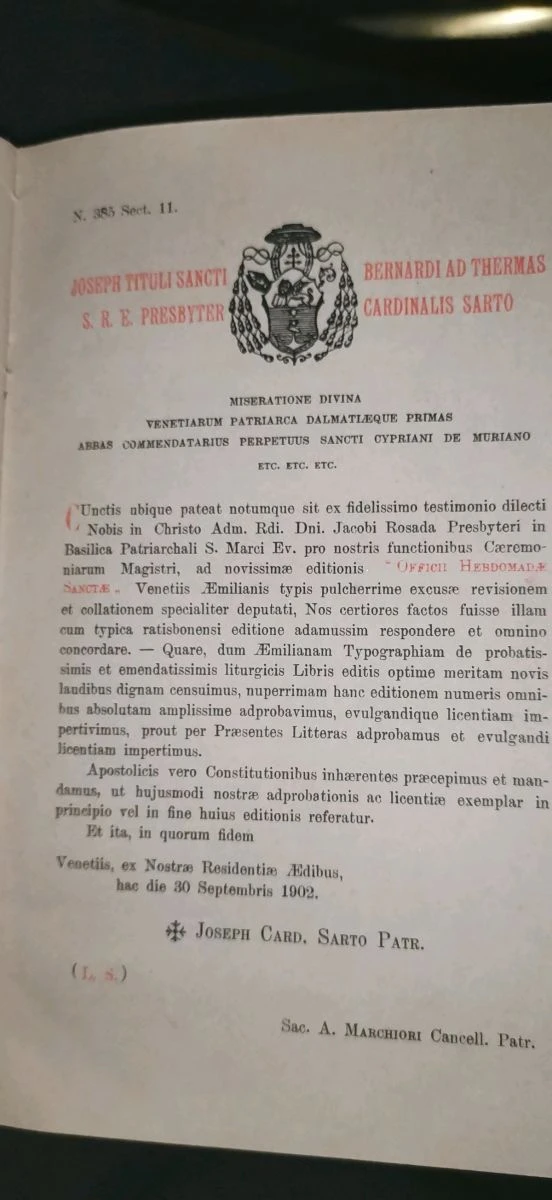 N. 385 Sect. 11.
JOSEPH TITULI SANCTI BERNARDI AD THERMAS
S. R. E. PRESBYTER CARDINALIS SARTO
MISERATIONE DIVINA
VENETIARUM PATRIARCA DALMATIÆQUE PRIMAS
ABBAS COMMENDATARIUS PERPETUUS SANCTI CYPRIANI DE MURIANO
ETC. ETC. ETC.
CUnctis ubique pateat notumque sit ex fidelissimo testimonio dilecti
Nobis in Christo Adm. Rdi. Dni. Jacobi Rosada Presbyteri in
Basilica Patriarchali S. Marci Ev. pro nostris functionibus Cæremo-
niarum Magistri, ad novissimæ editionis " OFFICII HEBDOMADÆ
SANCTÆ „ Venetiis Æmilianis typis pulcherrime excusæ revisionem
et collationem specialiter deputati, Nos certiores factos fuisse illam
cum typica ratisbonensi editione adamussim respondere et omnino
concordare. — Quare, dum Æmilianam Typographiam de probatis-
simis et emendatissimis liturgicis Libris editis optime meritam novis
laudibus dignam censuimus, nuperrimam hanc editionem numeris omni-
bus absolutam amplissime adprobavimus, evulgandique licentiam im-
pertivimus, prout per Præsentes Litteras adprobamus et evulgandi
licentiam impertimus.
Apostolicis vero Constitutionibus inhærentes præcepimus et man-
damus, ut hujusmodi nostræ adprobationis ac licentiæ exemplar in
principio vel in fine huius editionis referatur.
Et ita, in quorum fidem
Venetiis, ex Nostræ Residentiæ Ædibus,
hac die 30 Septembris 1902.
✠ JOSEPH CARD. SARTO PATR.
(L. S.)
Sac. A. MARCHIORI Cancell. Patr.